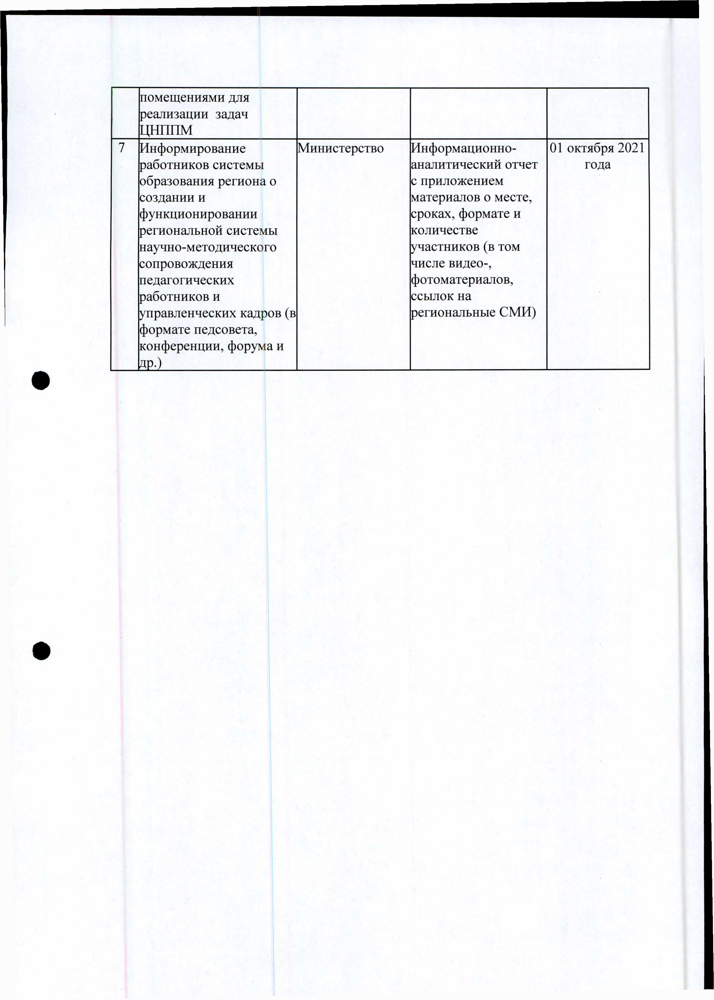 помещениями для
реализации задач
ЦНППМ
7
Информирование
работников системы
образования региона о
создании и
функционировании
региональной системы
научно-методического
сопровождения
педагогических
работников и
управленческих кадров (в
формате педсовета,
конференции, форума и
др.)
Министерство
Информационно-
аналитический отчет
с приложением
материалов о месте,
сроках, формате и
количестве
участников (в том
числе видео-,
фотоматериалов,
ссылок на
региональные СМИ)
01 октября 2021
года